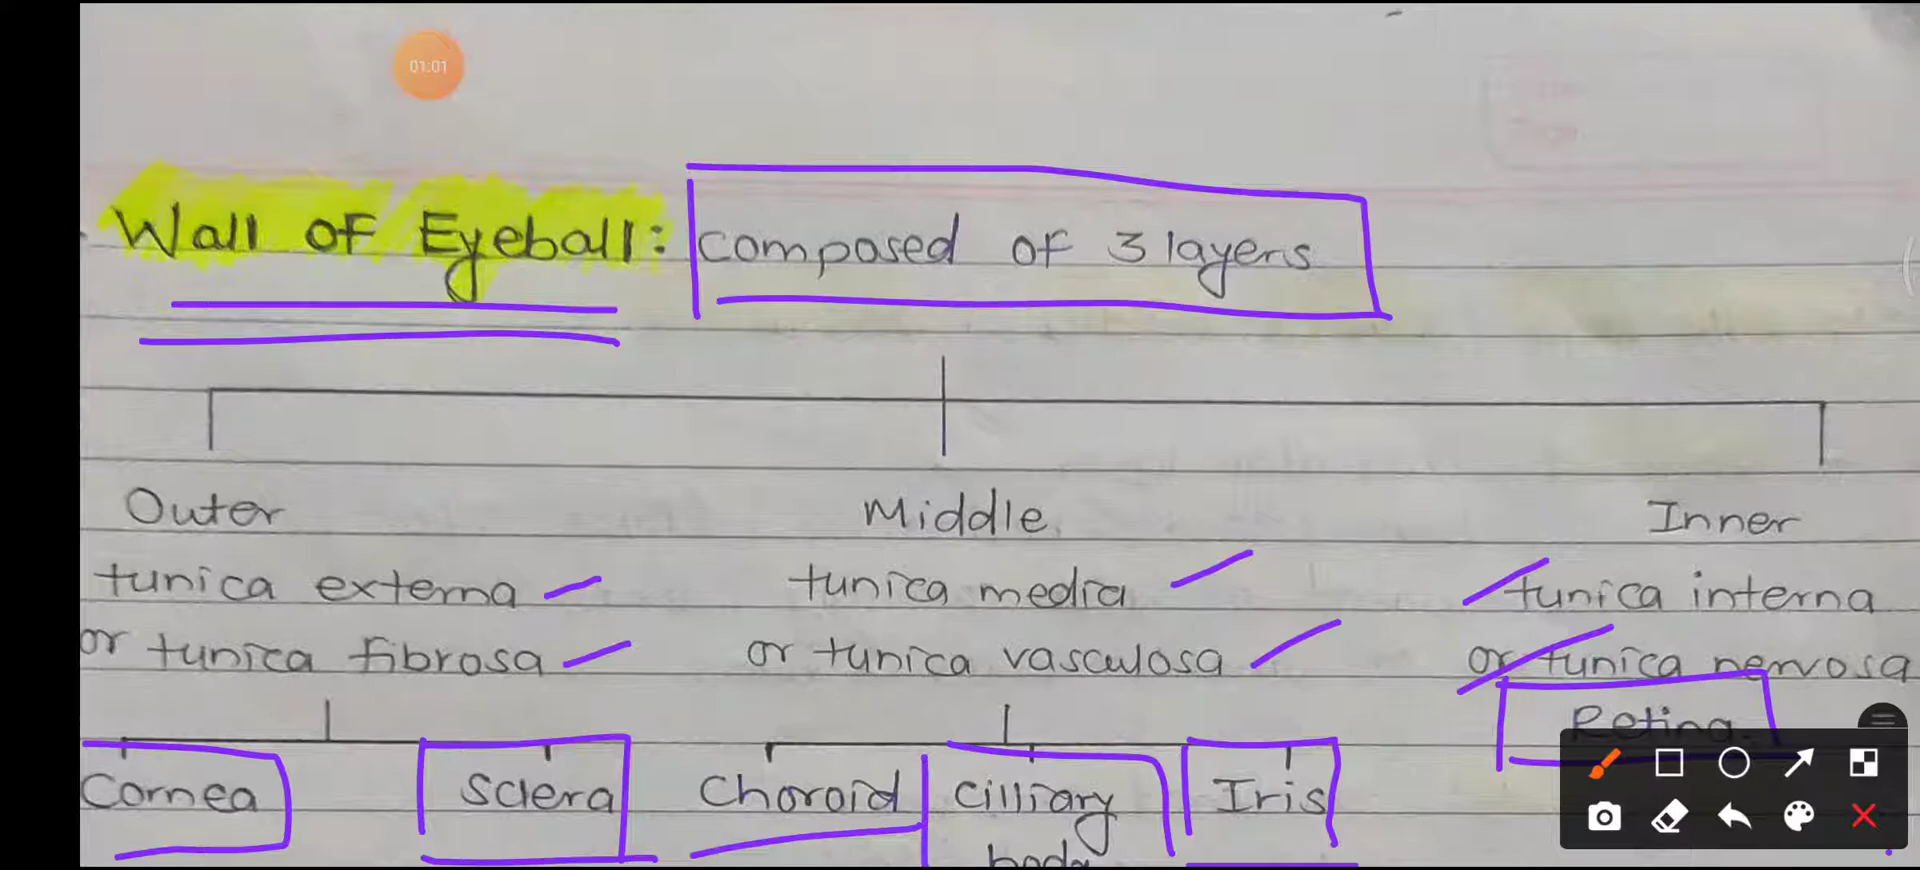 01:01
Wall of Eyeball: composed of 3 layers
Outer Middle Inner
tunica externa tunica media tunica interna
or tunica fibrosa or tunica vasculosa or tunica nervosa
Retina
Cornea Sclera Choroid Cilliary Iris
body